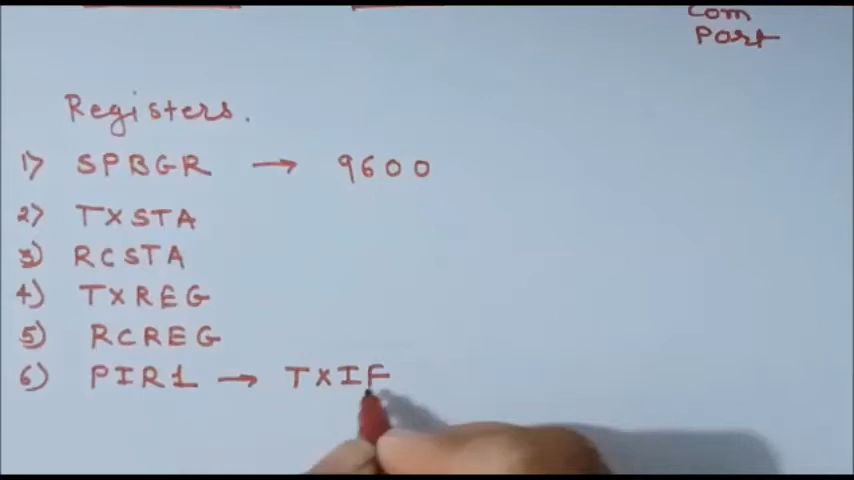 Com
Port
Registers.
1) SPBGR → 9600
2) TXSTA
3) RCSTA
4) TXREG
5) RCREG
6) PIR1 → TXIF